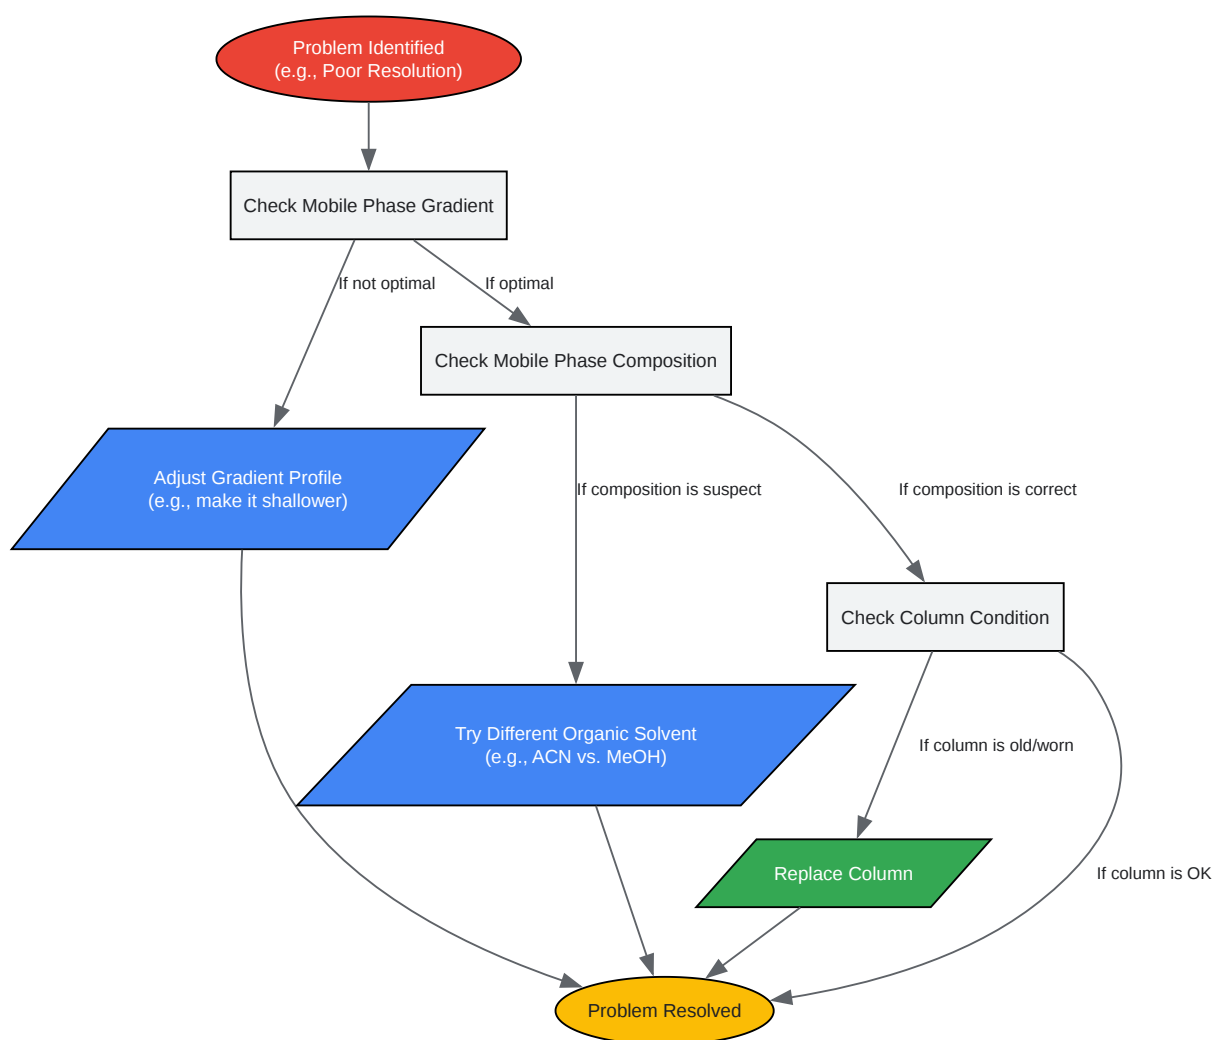 Problem Identified
(e.g., Poor Resolution)
Check Mobile Phase Gradient
If not optimal
If optimal
Check Mobile Phase Composition
Adjust Gradient Profile
(e.g., make it shallower)
If composition is suspect
If composition is correct
Check Column Condition
Try Different Organic Solvent
(e.g., ACN vs. MeOH)
If column is old/worn
Replace Column
If column is OK
Problem Resolved